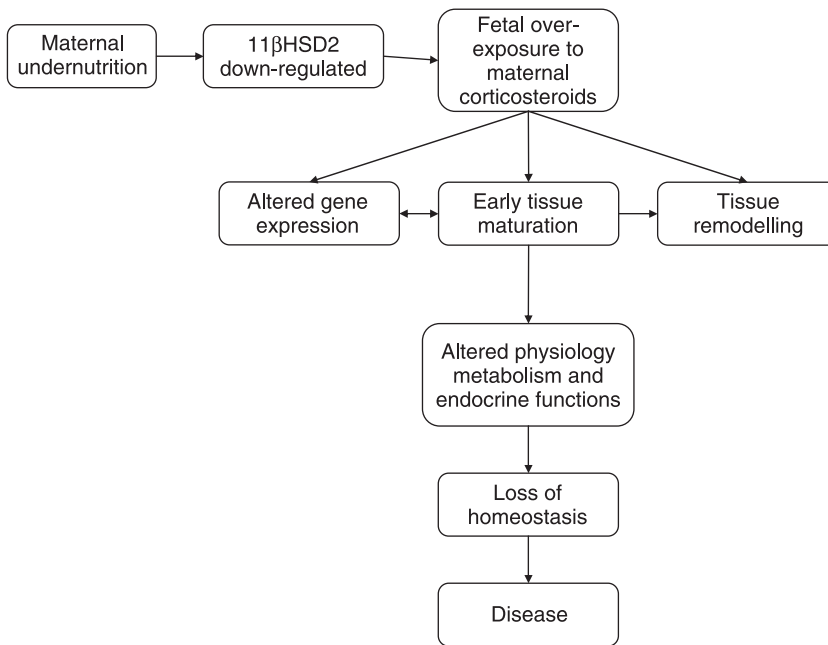 Maternal
undernutrition
11βHSD2
down-regulated
Fetal over-
exposure to
maternal
corticosteroids
Altered gene
expression
Early tissue
maturation
Tissue
remodelling
Altered physiology
metabolism and
endocrine functions
Loss of
homeostasis
Disease